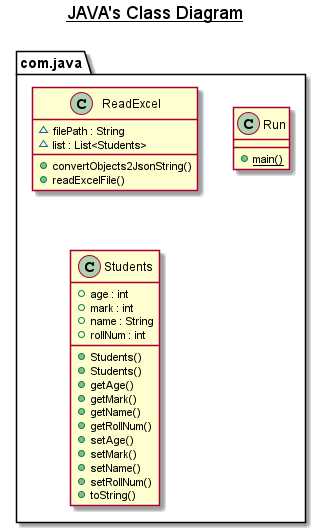 JAVA's Class Diagram
com.java
C ReadExcel
filePath : String
list : List<Students>
convertObjects2JsonString()
readExcelFile()
C Run
main()
C Students
age : int
mark : int
name : String
rollNum : int
Students()
Students()
getAge()
getMark()
getName()
getRollNum()
setAge()
setMark()
setName()
setRollNum()
toString()